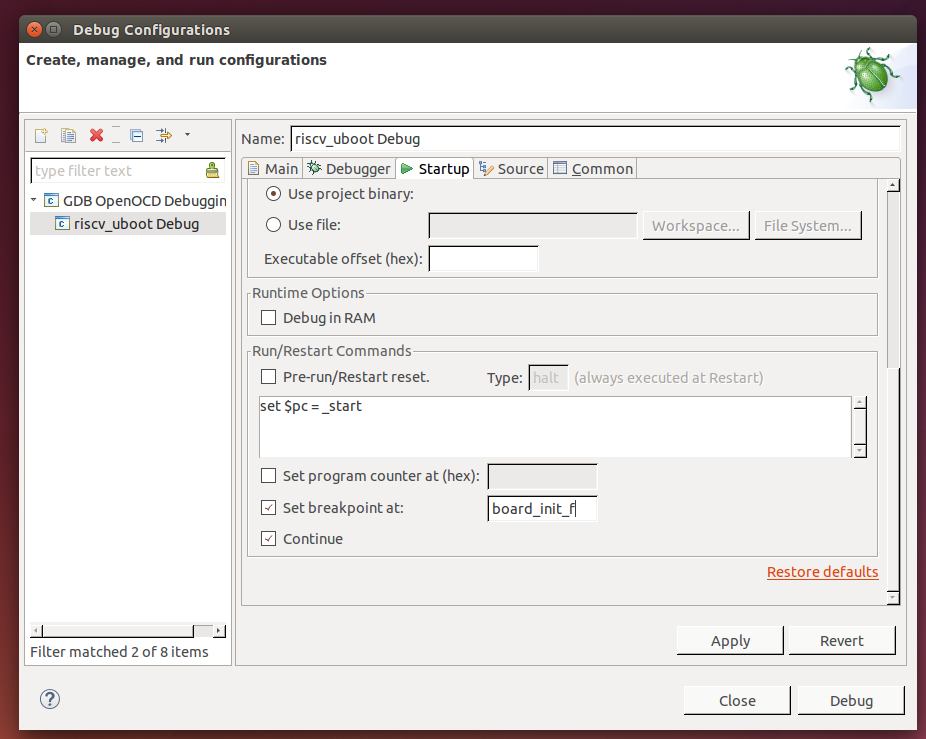 Debug Configurations
Create, manage, and run configurations
type filter text
GDB OpenOCD Debuggin
riscv_uboot Debug
Filter matched 2 of 8 items
Name: riscv_uboot Debug
Main Debugger Startup Source Common
Use project binary:
Use file: Workspace... File System...
Executable offset (hex):
Runtime Options
Debug in RAM
Run/Restart Commands
Pre-run/Restart reset. Type: halt (always executed at Restart)
set $pc = _start
Set program counter at (hex):
Set breakpoint at: board_init_f
Continue
Restore defaults
Apply Revert
Close Debug